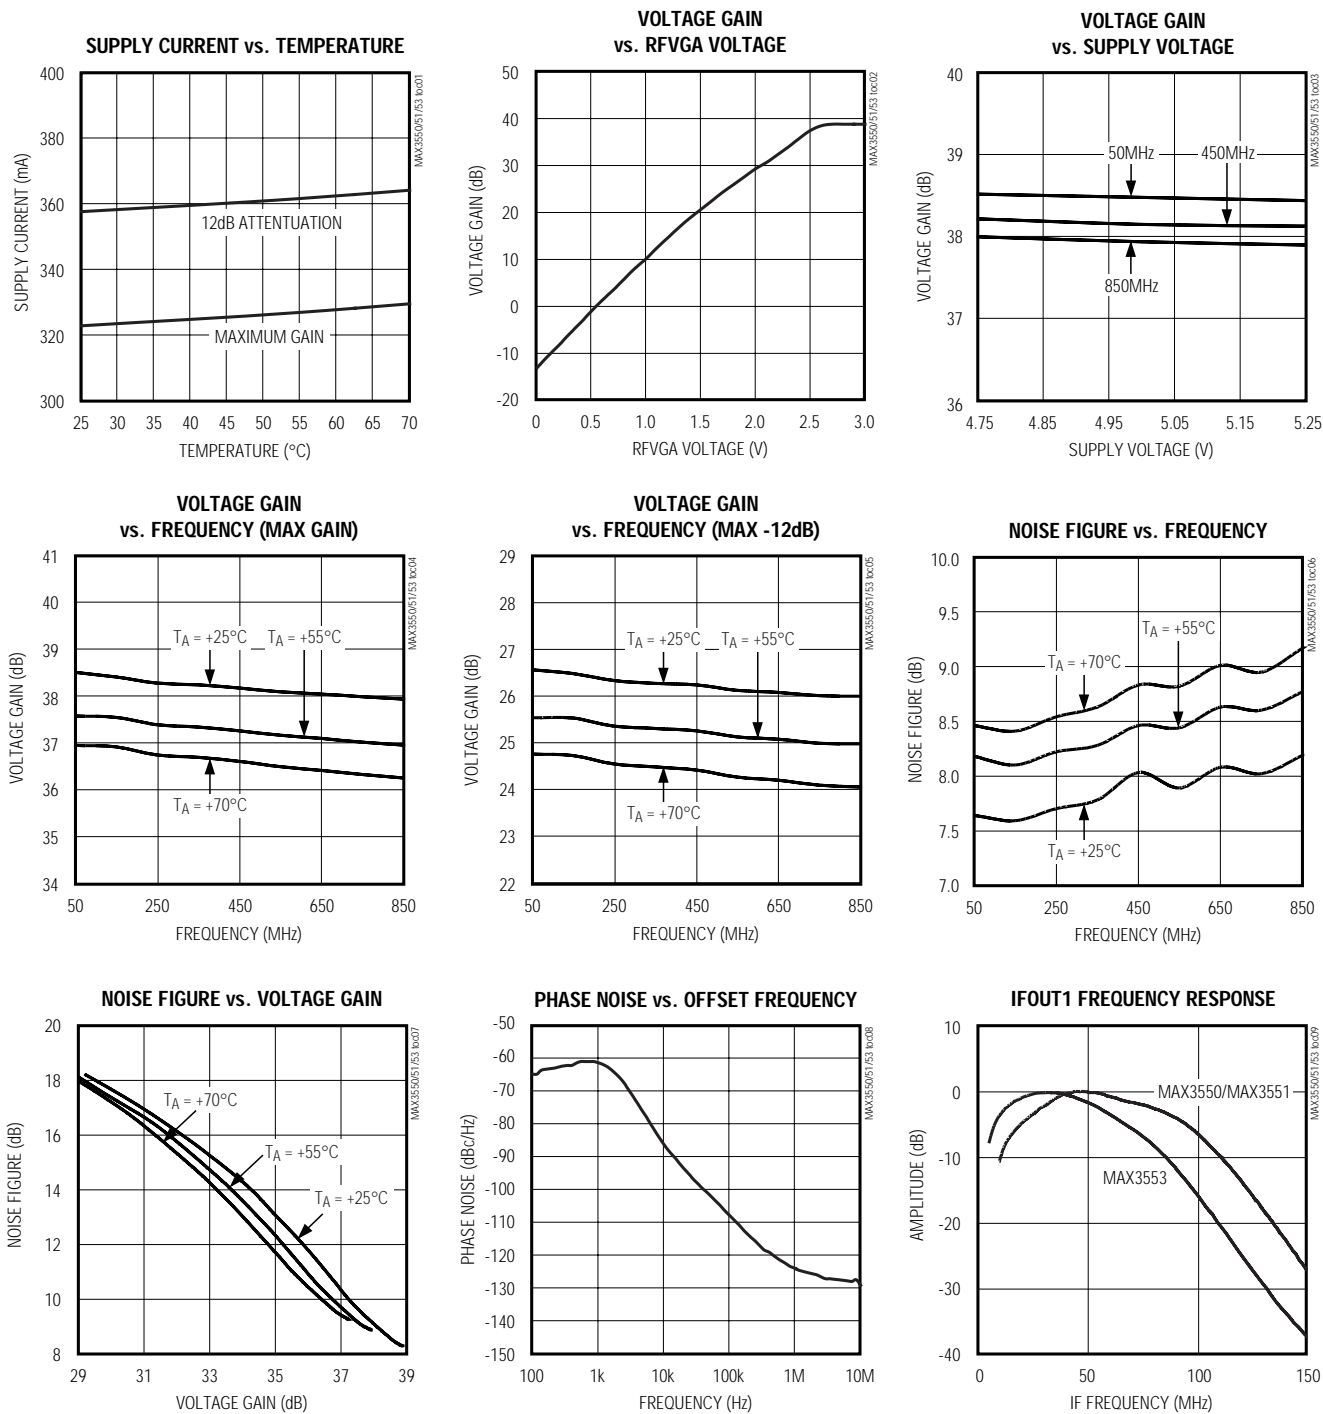 SUPPLY CURRENT vs. TEMPERATURE
MAX3550/51/53 toc01
SUPPLY CURRENT (mA)
400
380
360
340
320
300
12dB ATTENTUATION
MAXIMUM GAIN
25 30 35 40 45 50 55 60 65 70
TEMPERATURE (°C)
VOLTAGE GAIN
vs. RFVGA VOLTAGE
MAX3550/51/53 toc02
VOLTAGE GAIN (dB)
50
40
30
20
10
0
-10
-20
0 0.5 1.0 1.5 2.0 2.5 3.0
RFVGA VOLTAGE (V)
VOLTAGE GAIN
vs. SUPPLY VOLTAGE
MAX3550/51/53 toc03
VOLTAGE GAIN (dB)
40
39
38
37
36
50MHz 450MHz
850MHz
4.75 4.85 4.95 5.05 5.15 5.25
SUPPLY VOLTAGE (V)
VOLTAGE GAIN
vs. FREQUENCY (MAX GAIN)
MAX3550/51/53 toc04
VOLTAGE GAIN (dB)
41
40
39
38
37
36
35
34
TA = +25°C TA = +55°C
TA = +70°C
50 250 450 650 850
FREQUENCY (MHz)
VOLTAGE GAIN
vs. FREQUENCY (MAX -12dB)
MAX3550/51/53 toc05
VOLTAGE GAIN (dB)
29
28
27
26
25
24
23
22
TA = +25°C TA = +55°C
TA = +70°C
50 250 450 650 850
FREQUENCY (MHz)
NOISE FIGURE vs. FREQUENCY
MAX3550/51/53 toc06
NOISE FIGURE (dB)
10.0
9.5
9.0
8.5
8.0
7.5
7.0
TA = +55°C
TA = +70°C
TA = +25°C
50 250 450 650 850
FREQUENCY (MHz)
NOISE FIGURE vs. VOLTAGE GAIN
MAX3550/51/53 toc07
NOISE FIGURE (dB)
20
18
16
14
12
10
8
TA = +70°C
TA = +55°C
TA = +25°C
29 31 33 35 37 39
VOLTAGE GAIN (dB)
PHASE NOISE vs. OFFSET FREQUENCY
MAX3550/51/53 toc08
PHASE NOISE (dBc/Hz)
-50
-60
-70
-80
-90
-100
-110
-120
-130
-140
-150
100 1k 10k 100k 1M 10M
FREQUENCY (Hz)
IFOUT1 FREQUENCY RESPONSE
MAX3550/51/53 toc09
AMPLITUDE (dB)
10
0
-10
-20
-30
-40
MAX3550/MAX3551
MAX3553
0 50 100 150
IF FREQUENCY (MHz)